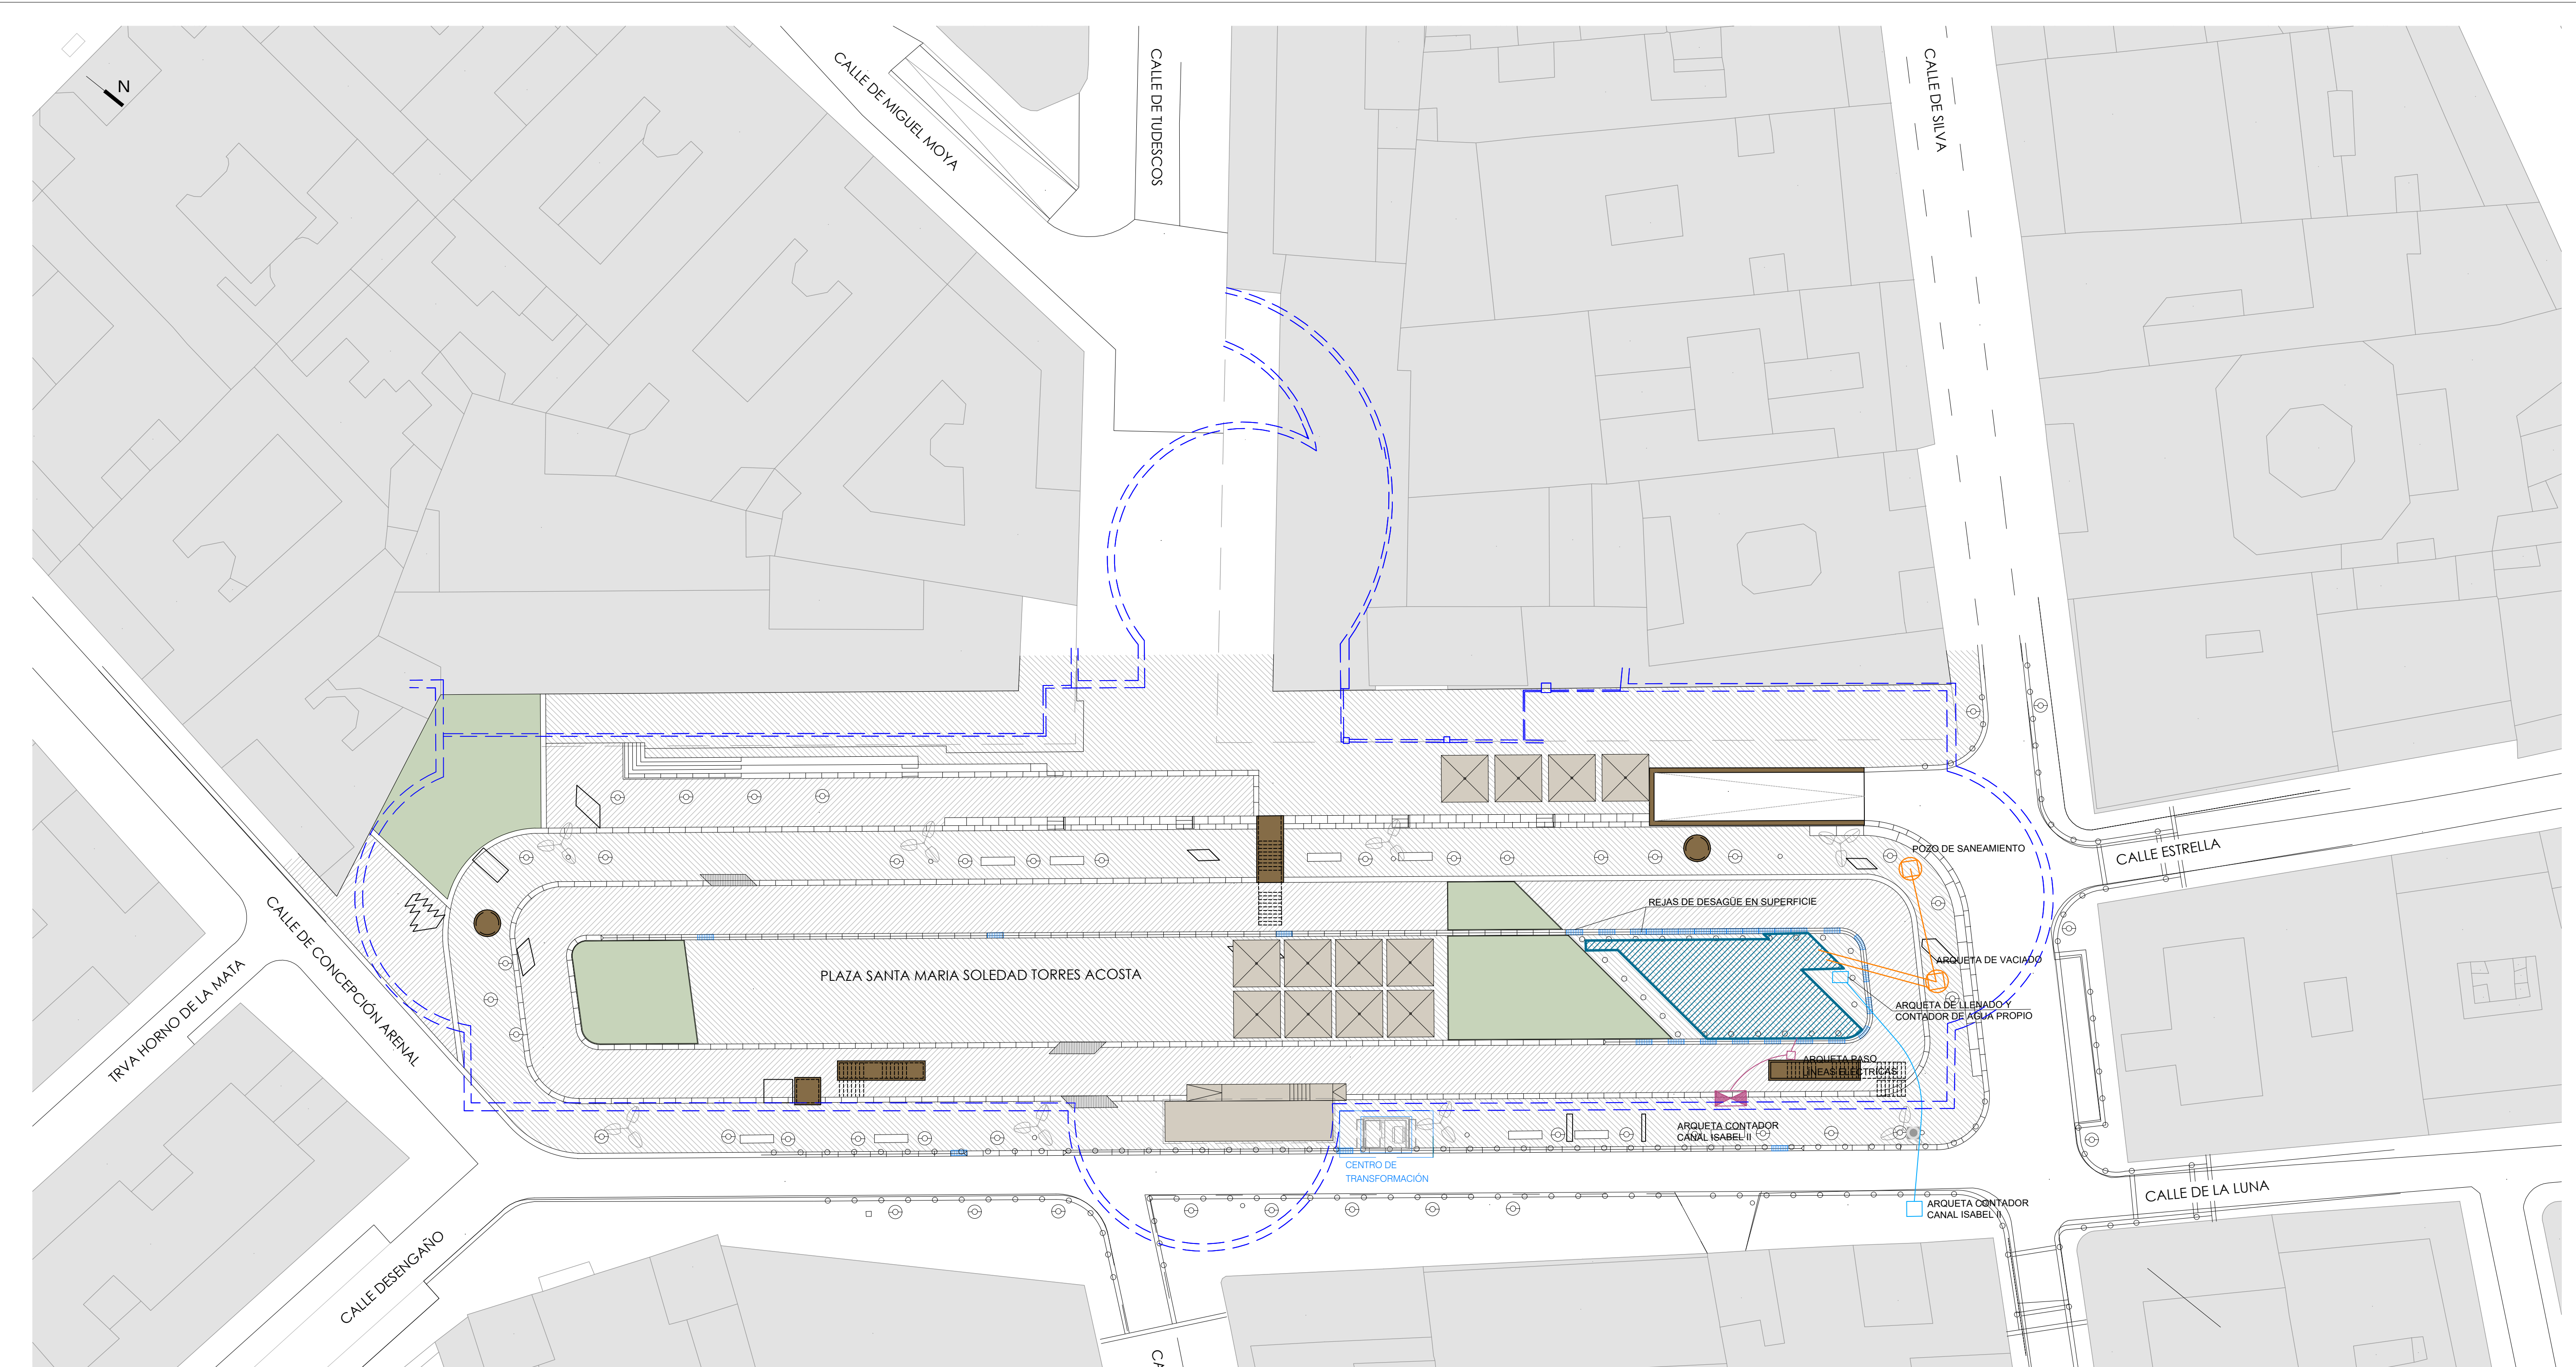 N
CALLE DE MIGUEL MOYA
CALLE DE TUDESCOS
CALLE DE SILVA
POZO DE SANEAMIENTO
CALLE ESTRELLA
REJAS DE DESAGÜE EN SUPERFICIE
TRVA HORNO DE LA MATA
CALLE DE CONCEPCIÓN ARENAL
PLAZA SANTA MARIA SOLEDAD TORRES ACOSTA
ARQUETA DE VACIADO
ARQUETA DE LLENADO Y
CONTADOR DE AGUA PROPIO
ARQUETA PASO
LINEAS ELECTRICAS
ARQUETA CONTADOR
CANAL ISABEL II
CENTRO DE
TRANSFORMACIÓN
CALLE DE LA LUNA
ARQUETA CONTADOR
CANAL ISABEL II
CALLE DESENGAÑO